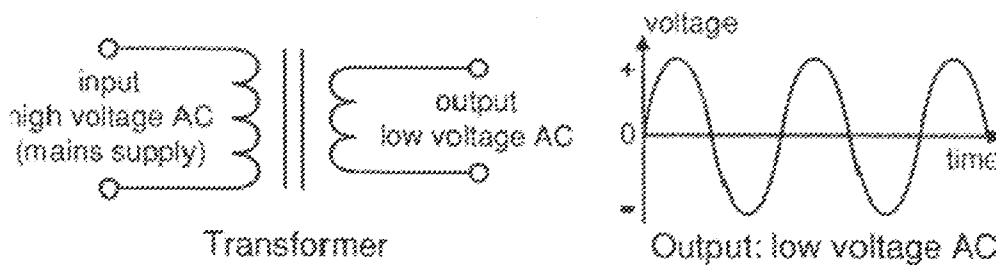 input
high voltage AC
(mains supply)
output
low voltage AC
Transformer
voltage
+
0
-
time
Output: low voltage AC